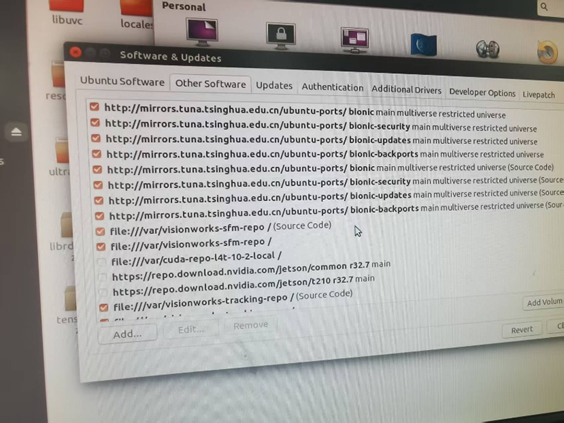 libuvc
locale
Personal
Software & Updates
Ubuntu Software Other Software Updates Authentication Additional Drivers Developer Options Livepatch
http://mirrors.tuna.tsinghua.edu.cn/ubuntu-ports/ bionic main multiverse restricted universe
http://mirrors.tuna.tsinghua.edu.cn/ubuntu-ports/ bionic-security main multiverse restricted universe
http://mirrors.tuna.tsinghua.edu.cn/ubuntu-ports/ bionic-updates main multiverse restricted universe
http://mirrors.tuna.tsinghua.edu.cn/ubuntu-ports/ bionic-backports main multiverse restricted universe
http://mirrors.tuna.tsinghua.edu.cn/ubuntu-ports/ bionic main multiverse restricted universe (Source Code)
http://mirrors.tuna.tsinghua.edu.cn/ubuntu-ports/ bionic-security main multiverse restricted universe (Source
http://mirrors.tuna.tsinghua.edu.cn/ubuntu-ports/ bionic-updates main multiverse restricted universe (Source
http://mirrors.tuna.tsinghua.edu.cn/ubuntu-ports/ bionic-backports main multiverse restricted universe (Sour
file:///var/visionworks-sfm-repo / (Source Code)
file:///var/visionworks-sfm-repo /
file:///var/cuda-repo-l4t-10-2-local /
https://repo.download.nvidia.com/jetson/common r32.7 main
https://repo.download.nvidia.com/jetson/t210 r32.7 main
file:///var/visionworks-tracking-repo / (Source Code)
Add... Edit... Remove
Add Volum
Revert Cl
ultra
librd
tens